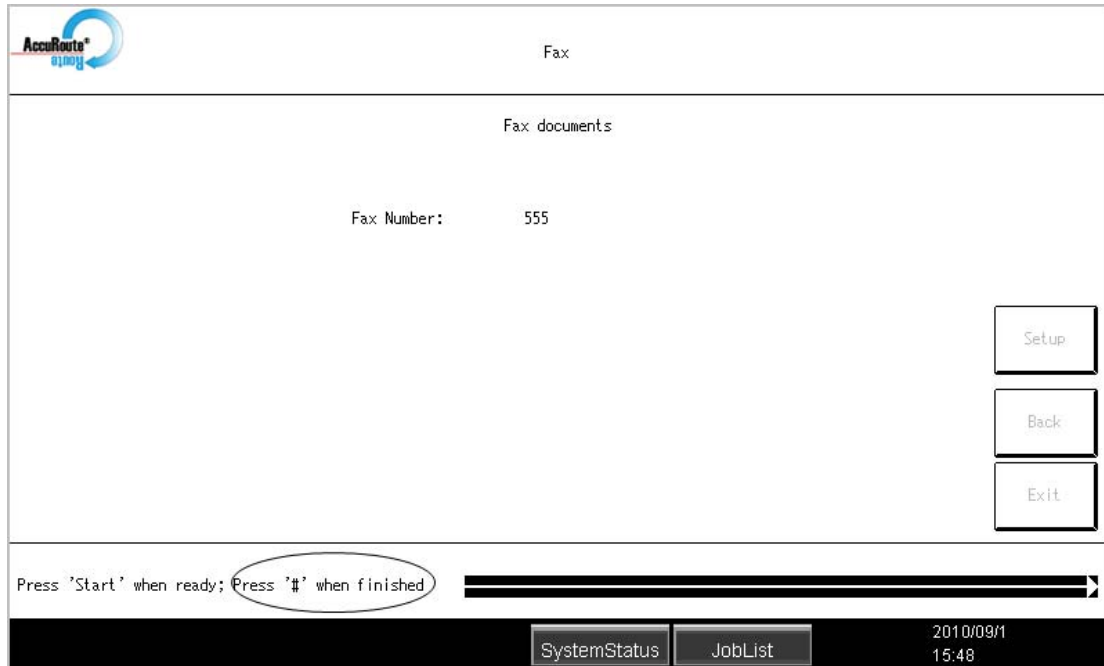 AccuRoute®
Route
Fax
Fax documents
Fax Number: 555
Setup
Back
Exit
Press 'Start' when ready; Press '#' when finished
SystemStatus
JobList
2010/09/1
15:48